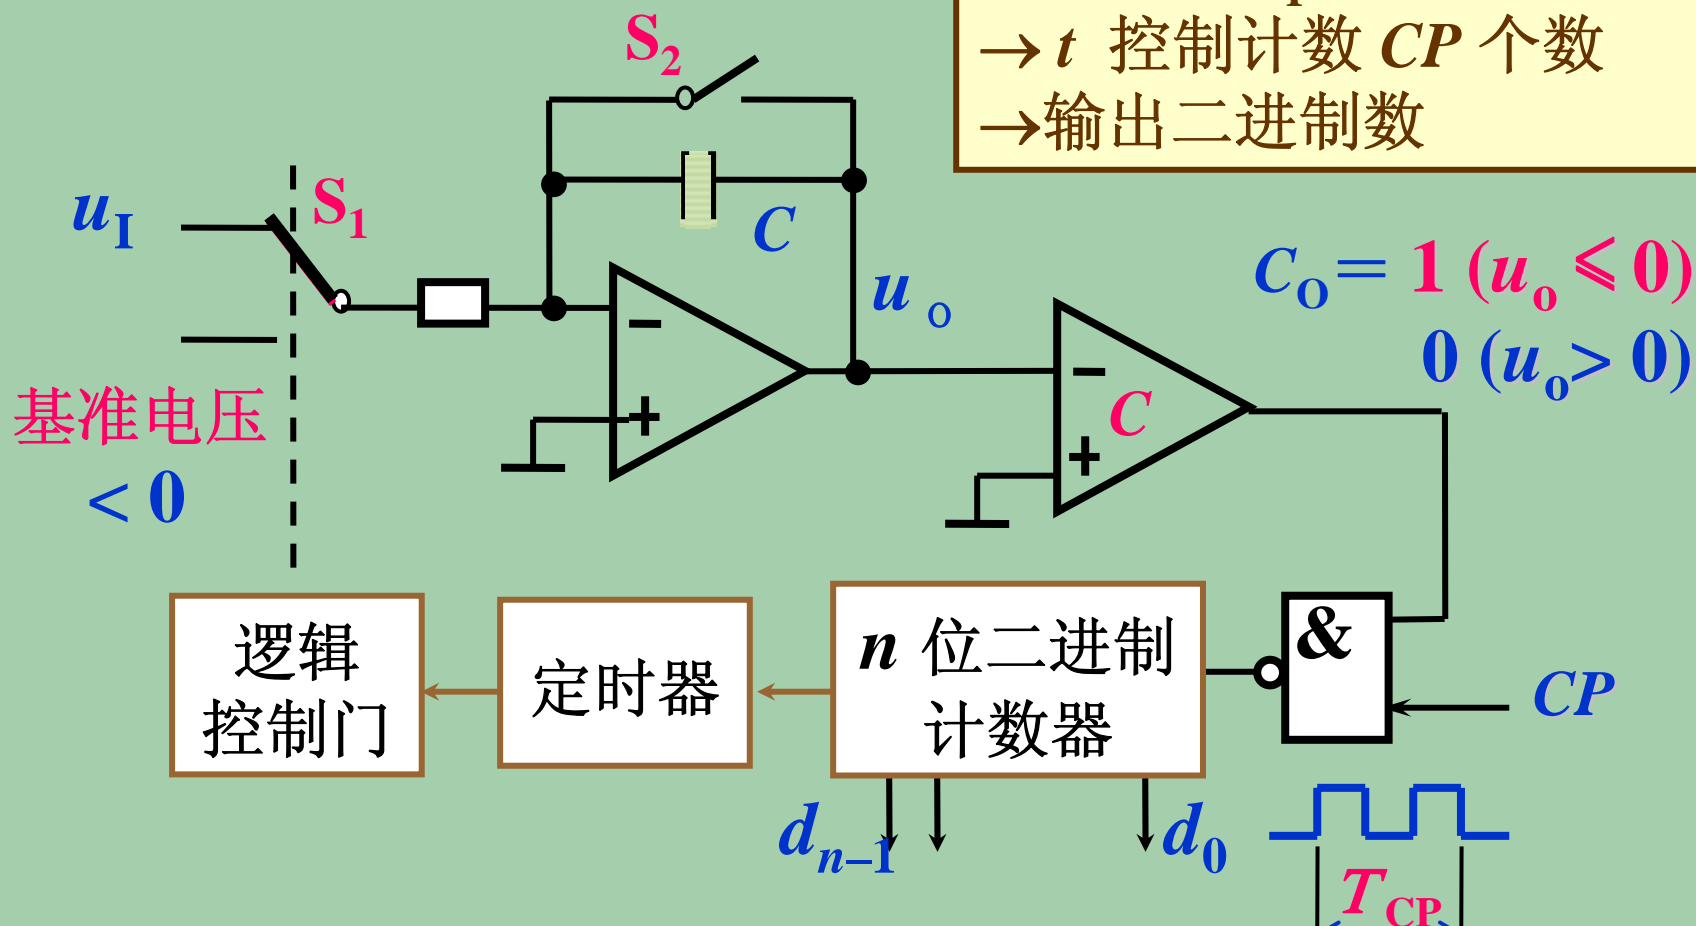 → t 控制计数 CP 个数
→输出二进制数
S2
S1
uI
C
u o
CO = 1 (uo ⩽ 0)
0 (uo > 0)
基准电压
< 0
-
+
-
C
+
逻辑
控制门
定时器
n 位二进制
计数器
&
CP
dn–1
d0
TCP